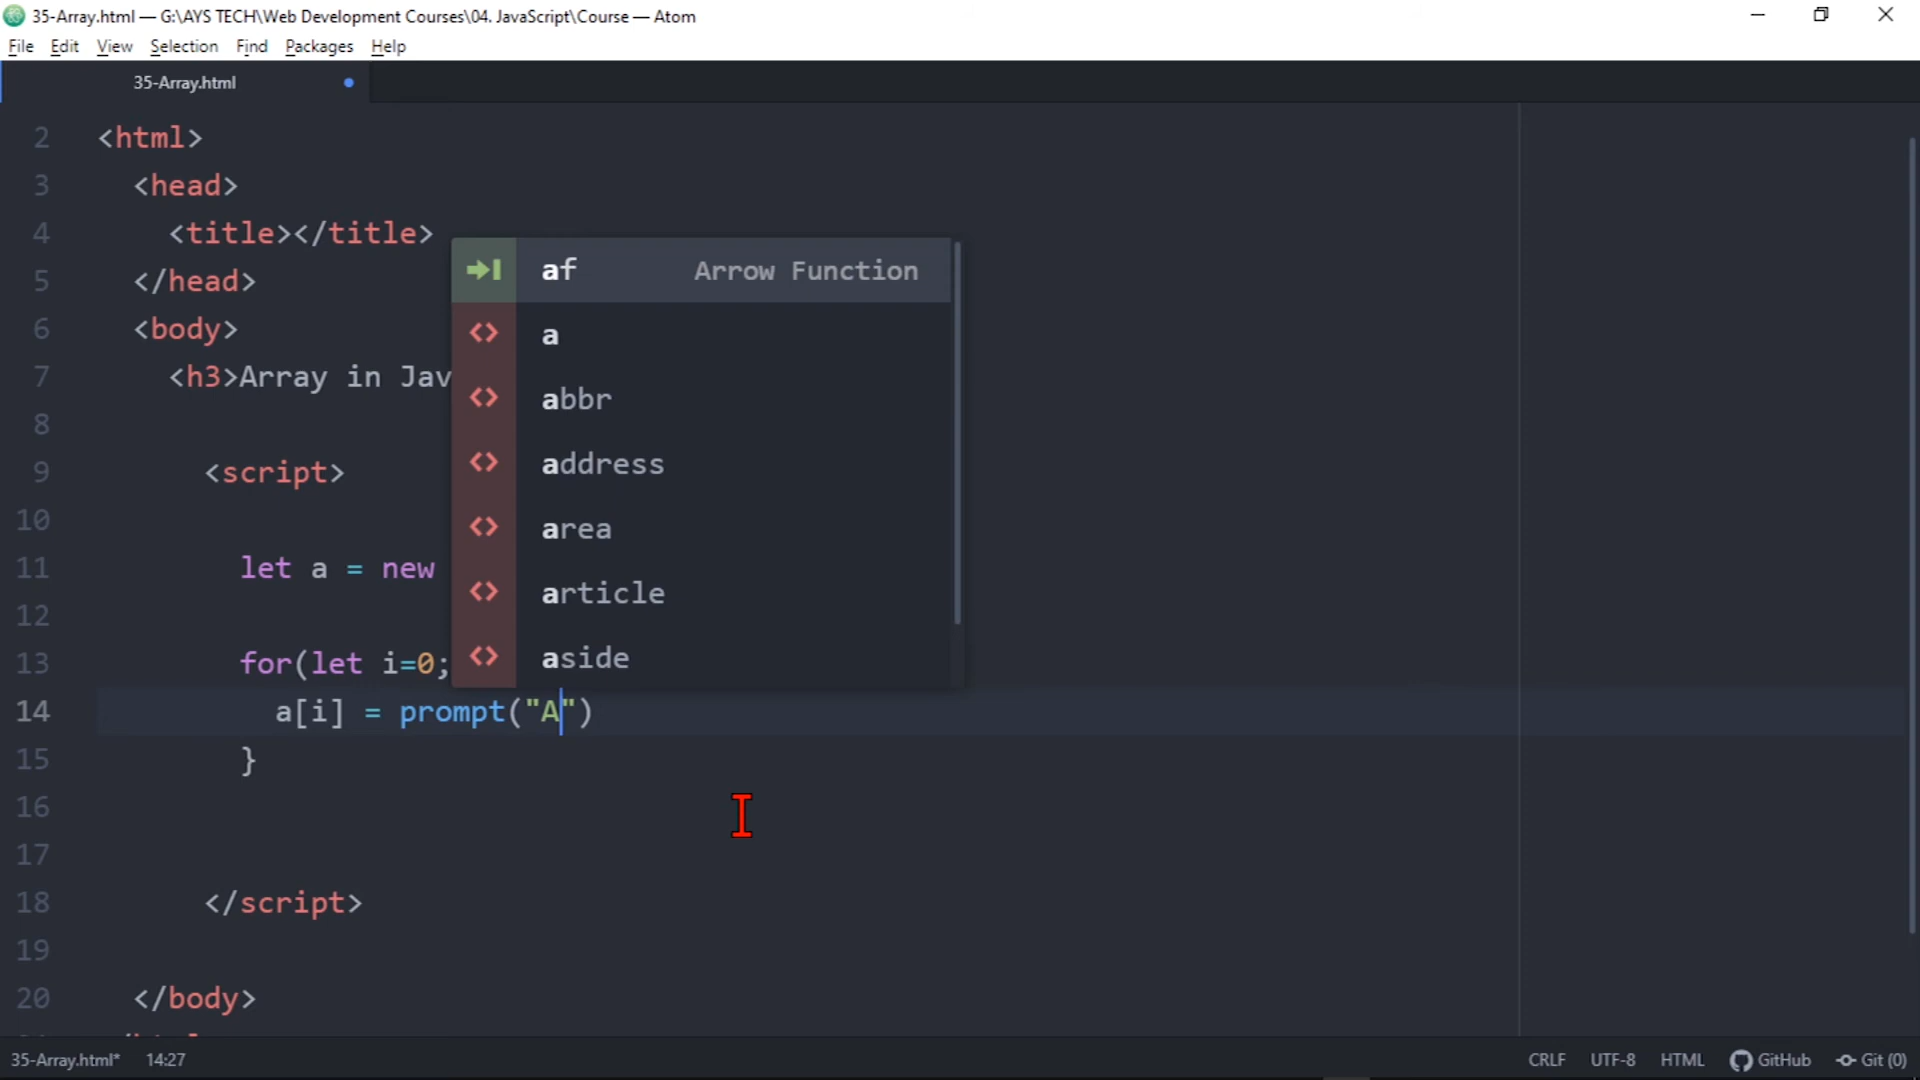 35-Array.html — G:\AYS TECH\Web Development Courses\04. JavaScript\Course — Atom
File Edit View Selection Find Packages Help
35-Array.html
2 <html>
3 <head>
4 <title></title>
5 </head>
6 <body>
7 <h3>Array in Jav
8
9 <script>
10
11 let a = new
12
13 for(let i=0;
14 a[i] = prompt("A")
15 }
16
17
18 </script>
19
20 </body>
af Arrow Function
a
abbr
address
area
article
aside
35-Array.html* 14:27 CRLF UTF-8 HTML GitHub Git (0)